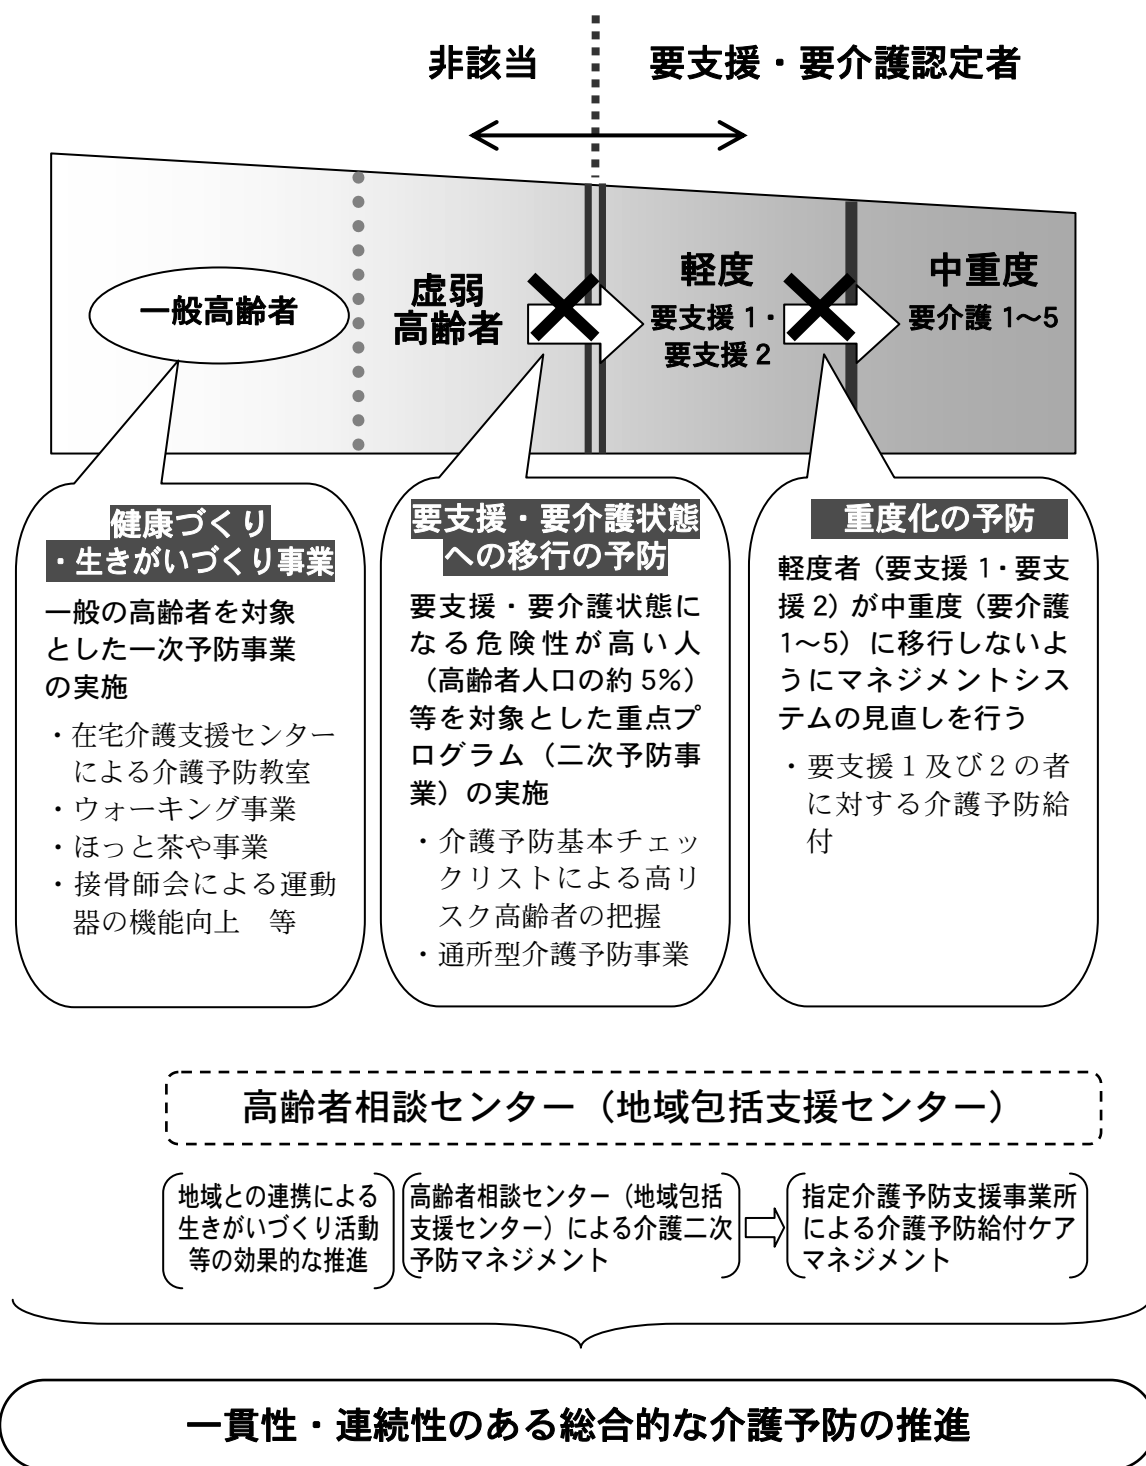 非該当
要支援・要介護認定者
一般高齢者
虚弱
高齢者
軽度
要支援 1・
要支援 2
中重度
要介護 1～5
健康づくり
・生きがいづくり事業
一般の高齢者を対象
とした一次予防事業
の実施
・在宅介護支援センター
による介護予防教室
・ウォーキング事業
・ほっと茶や事業
・接骨師会による運動
器の機能向上　等
要支援・要介護状態
への移行の予防
要支援・要介護状態に
なる危険性が高い人
（高齢者人口の約 5%）
等を対象とした重点プ
ログラム（二次予防事
業）の実施
・介護予防基本チェッ
クリストによる高リ
スク高齢者の把握
・通所型介護予防事業
重度化の予防
軽度者（要支援 1・要支
援 2）が中重度（要介護
1～5）に移行しないよ
うにマネジメントシス
テムの見直しを行う
・要支援１及び２の者
に対する介護予防給
付
高齢者相談センター（地域包括支援センター）
地域との連携による
生きがいづくり活動
等の効果的な推進
高齢者相談センター（地域包括
支援センター）による介護二次
予防マネジメント
指定介護予防支援事業所
による介護予防給付ケア
マネジメント
一貫性・連続性のある総合的な介護予防の推進